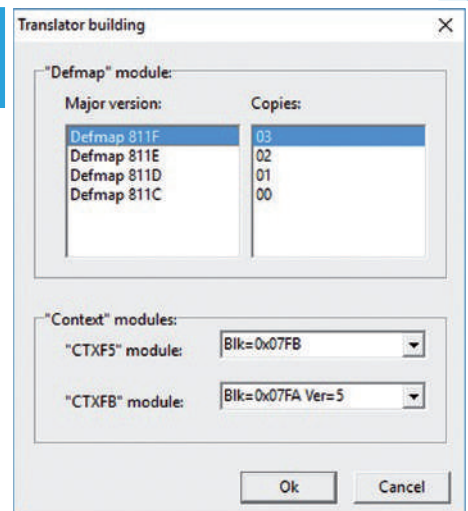 Translator building
"Defmap" module:
Major version: Copies:
Defmap 811F 03
Defmap 811E 02
Defmap 811D 01
Defmap 811C 00
"Context" modules:
"CTXF5" module: Blk=0x07FB
"CTXFB" module: Blk=0x07FA Ver=5
Ok Cancel